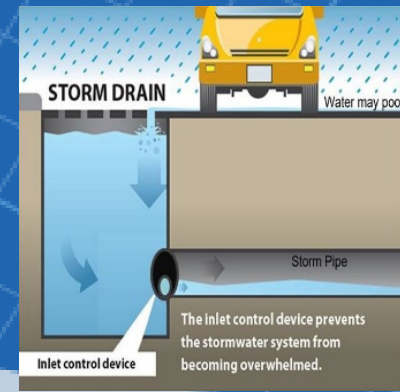 STORM DRAIN
Water may poo
Storm Pipe
The inlet control device prevents
the stormwater system from
becoming overwhelmed.
Inlet control device